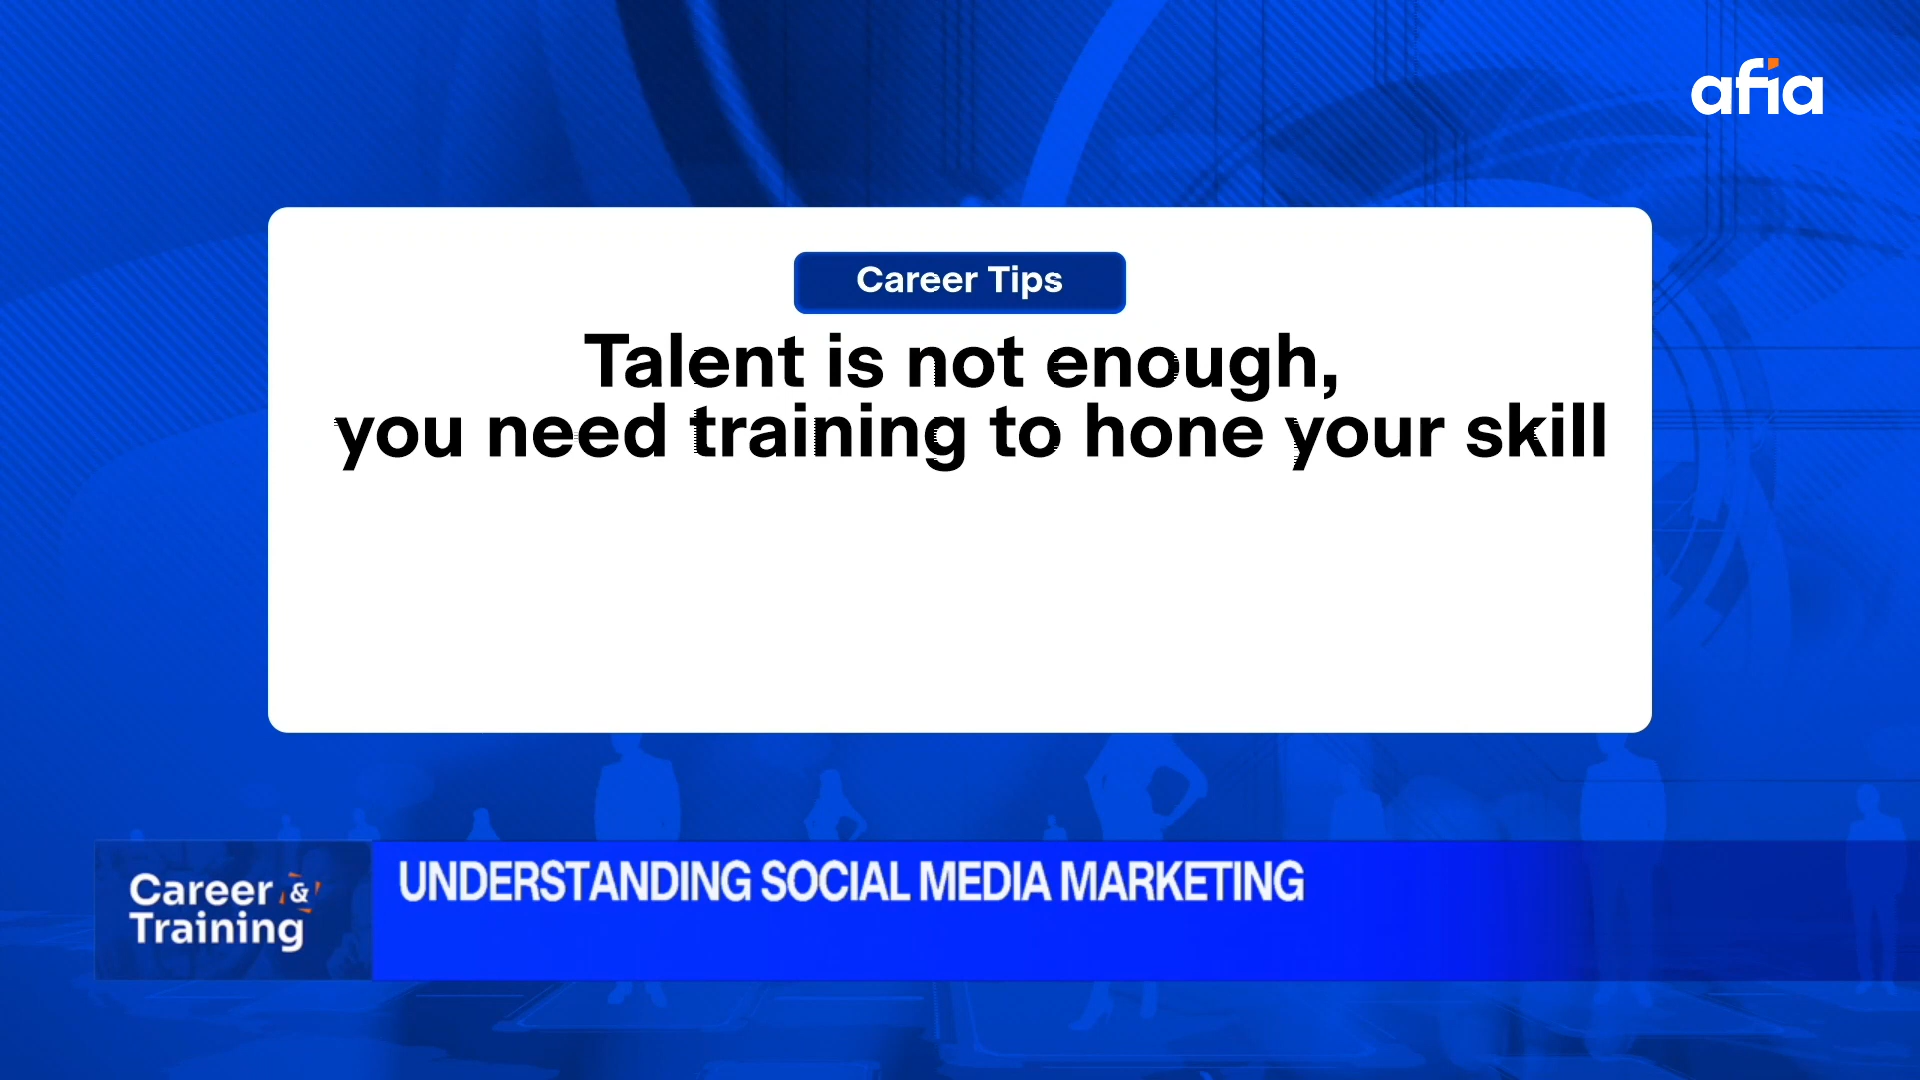 afia
Career Tips
Talent is not enough,
you need training to hone your skill
Career &
Training
UNDERSTANDING SOCIAL MEDIA MARKETING